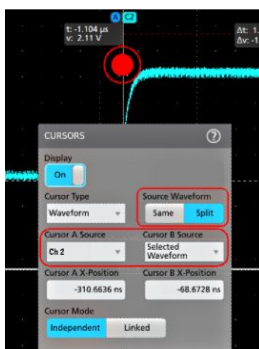 A C2
t: -1.104 µs
v: 2.11 V
Δt: 1.
Δv: -1
CURSORS
Display
On
Cursor Type
Source Waveform
Waveform
Same Split
Cursor A Source
Cursor B Source
Ch 2
Selected
Waveform
Cursor A X-Position
Cursor B X-Position
-310.6636 ns
-68.6728 ns
Cursor Mode
Independent Linked